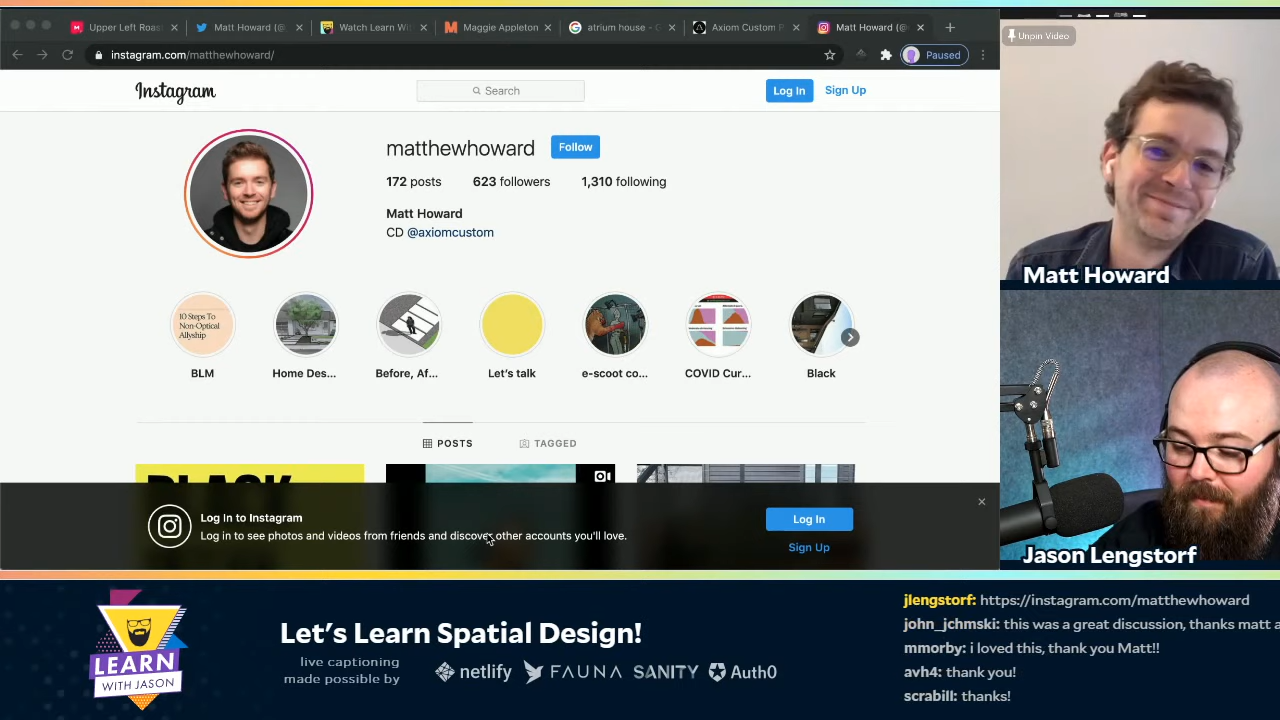 Upper Left Roas
Matt Howard (@.
Watch Learn Wit
Maggie Appleton
atrium house - G
Axiom Custom P
Matt Howard (@
instagram.com/matthewhoward/
Paused
Unpin Video
Instagram
Search
Log In
Sign Up
matthewhoward
Follow
172 posts 623 followers 1,310 following
Matt Howard
CD @axiomcustom
10 Steps To
Non-Optical
Allyship
BLM
Home Des...
Before, Af...
Let's talk
e-scoot co...
COVID Cur...
Black
POSTS
TAGGED
BLACK
Log In to Instagram
Log in to see photos and videos from friends and discover other accounts you'll love.
Log In
Sign Up
Matt Howard
Jason Lengstorf
LEARN
WITH JASON
Let's Learn Spatial Design!
live captioning
made possible by
netlify
FAUNA
SANITY
Auth0
jlengstorf: https://instagram.com/matthewhoward
john_jchmski: this was a great discussion, thanks matt a
mmorby: i loved this, thank you Matt!!
avh4: thank you!
scrabill: thanks!